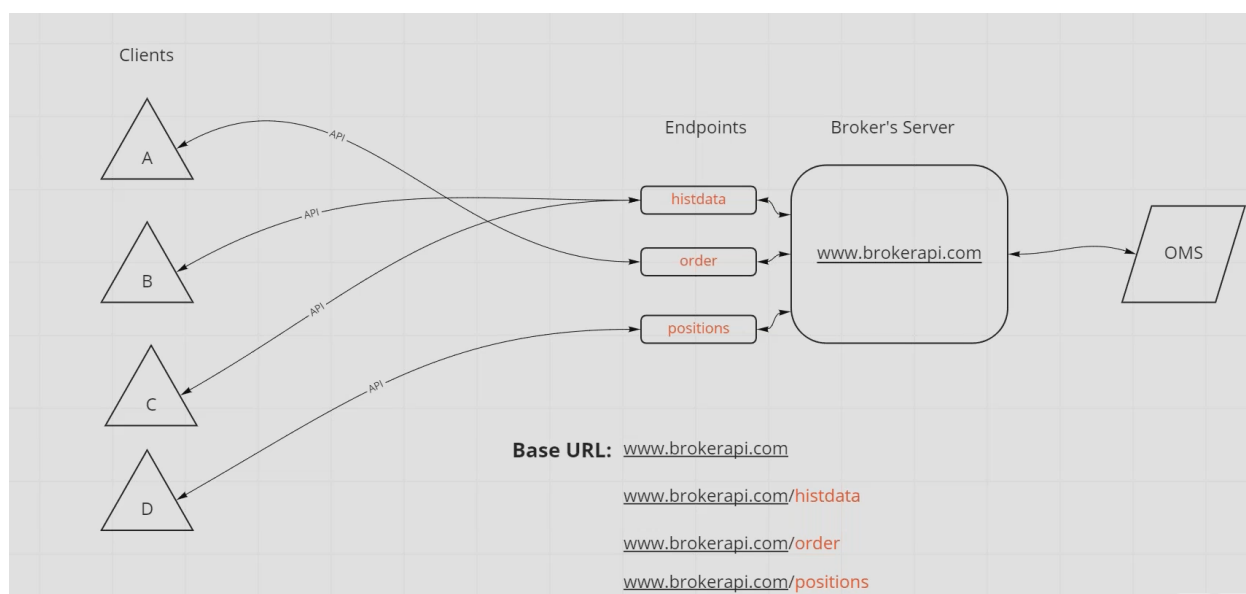 Clients
A
API
Endpoints
Broker's Server
histdata
API
B
order
www.brokerapi.com
OMS
API
positions
C
API
D
Base URL: www.brokerapi.com
www.brokerapi.com/histdata
www.brokerapi.com/order
www.brokerapi.com/positions